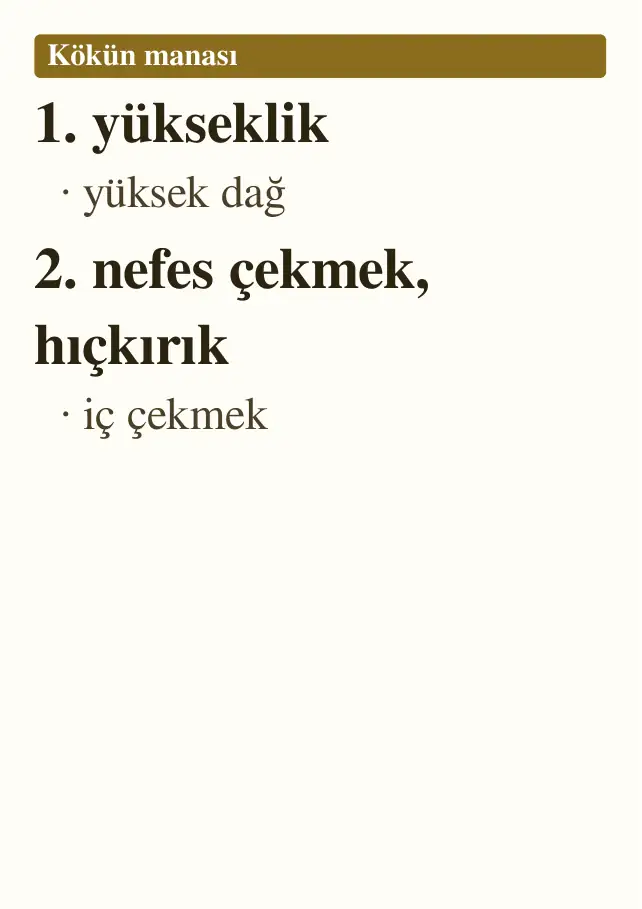 Kökün manası
1. yükseklik
· yüksek dağ
2. nefes çekmek,
hıçkırık
· iç çekmek